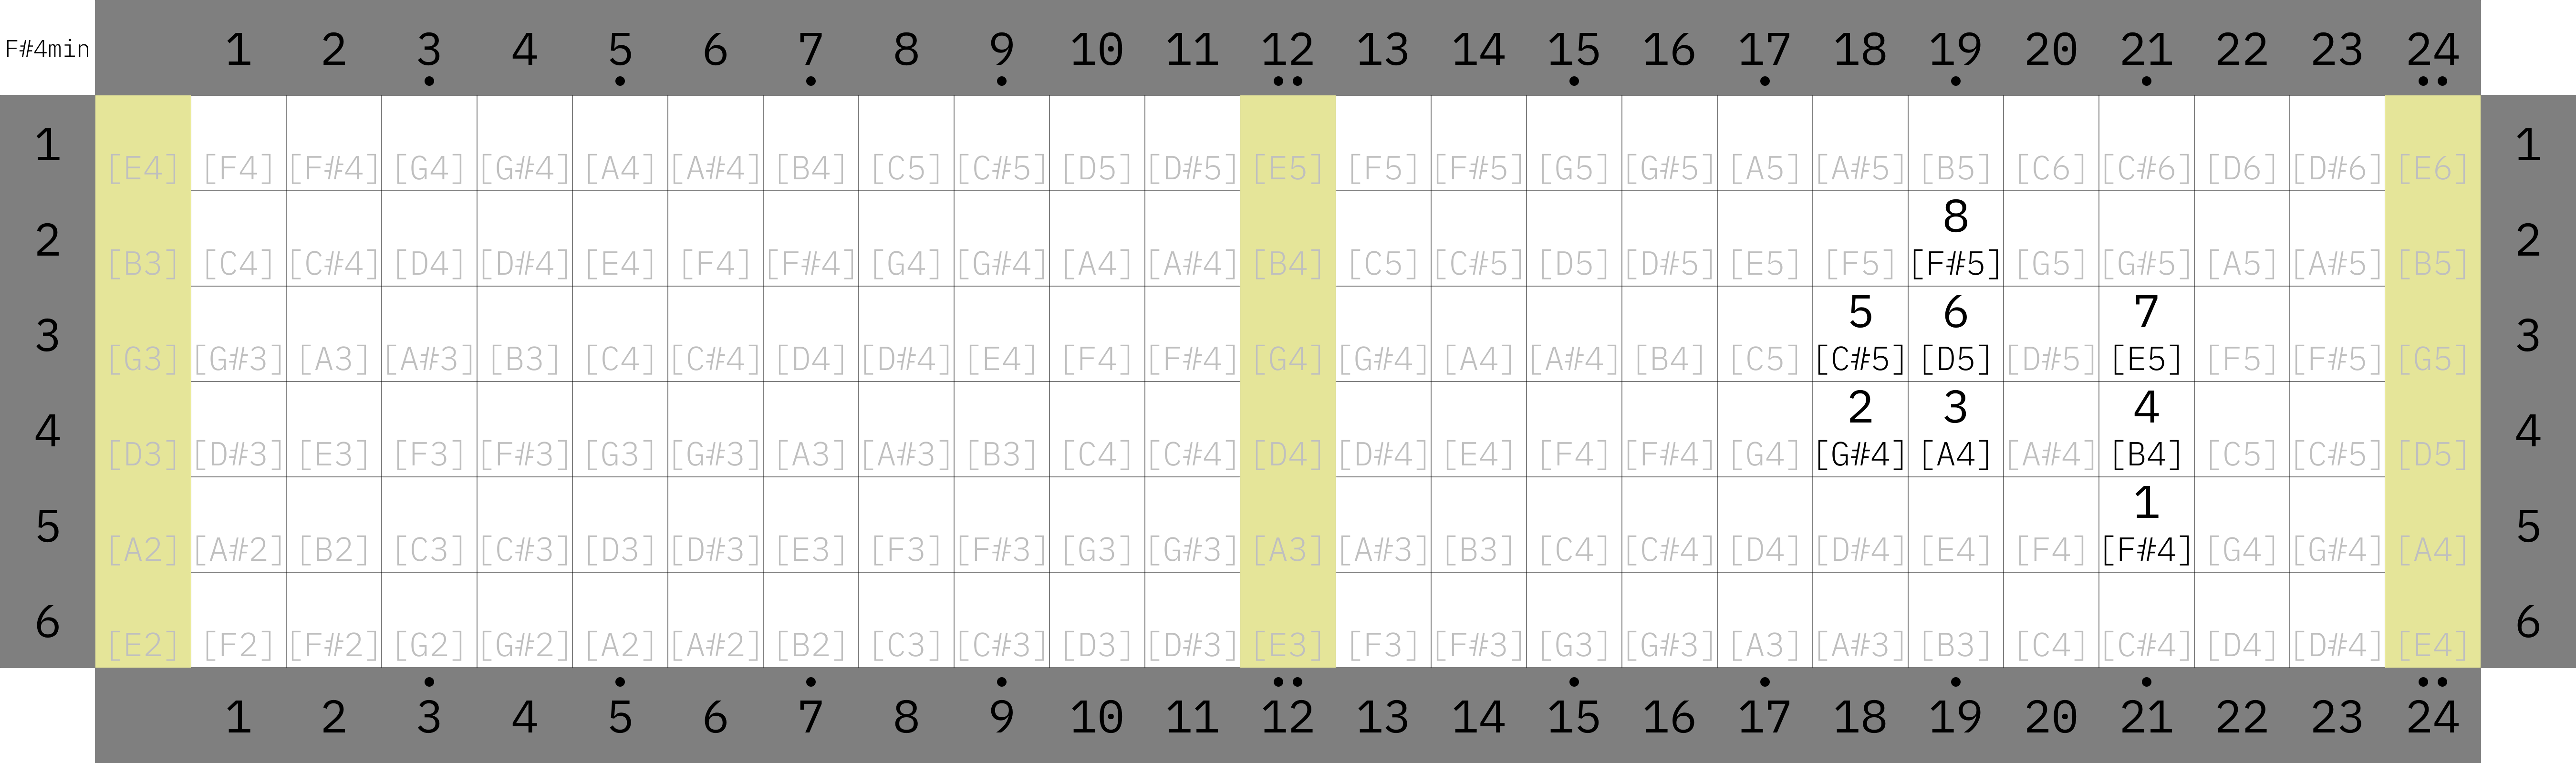 F#4min 1 2 3 4 5 6 7 8 9 10 11 12 13 14 15 16 17 18 19 20 21 22 23 24
1 1
[E4] [F4] [F#4] [G4] [G#4] [A4] [A#4] [B4] [C5] [C#5] [D5] [D#5] [E5] [F5] [F#5] [G5] [G#5] [A5] [A#5] [B5] [C6] [C#6] [D6] [D#6] [E6]
2 8 2
[B3] [C4] [C#4] [D4] [D#4] [E4] [F4] [F#4] [G4] [G#4] [A4] [A#4] [B4] [C5] [C#5] [D5] [D#5] [E5] [F5] [F#5] [G5] [G#5] [A5] [A#5] [B5]
3 5 6 7 3
[G3] [G#3] [A3] [A#3] [B3] [C4] [C#4] [D4] [D#4] [E4] [F4] [F#4] [G4] [G#4] [A4] [A#4] [B4] [C5] [C#5] [D5] [D#5] [E5] [F5] [F#5] [G5]
4 2 3 4 4
[D3] [D#3] [E3] [F3] [F#3] [G3] [G#3] [A3] [A#3] [B3] [C4] [C#4] [D4] [D#4] [E4] [F4] [F#4] [G4] [G#4] [A4] [A#4] [B4] [C5] [C#5] [D5]
5 1 5
[A2] [A#2] [B2] [C3] [C#3] [D3] [D#3] [E3] [F3] [F#3] [G3] [G#3] [A3] [A#3] [B3] [C4] [C#4] [D4] [D#4] [E4] [F4] [F#4] [G4] [G#4] [A4]
6 6
[E2] [F2] [F#2] [G2] [G#2] [A2] [A#2] [B2] [C3] [C#3] [D3] [D#3] [E3] [F3] [F#3] [G3] [G#3] [A3] [A#3] [B3] [C4] [C#4] [D4] [D#4] [E4]
1 2 3 4 5 6 7 8 9 10 11 12 13 14 15 16 17 18 19 20 21 22 23 24